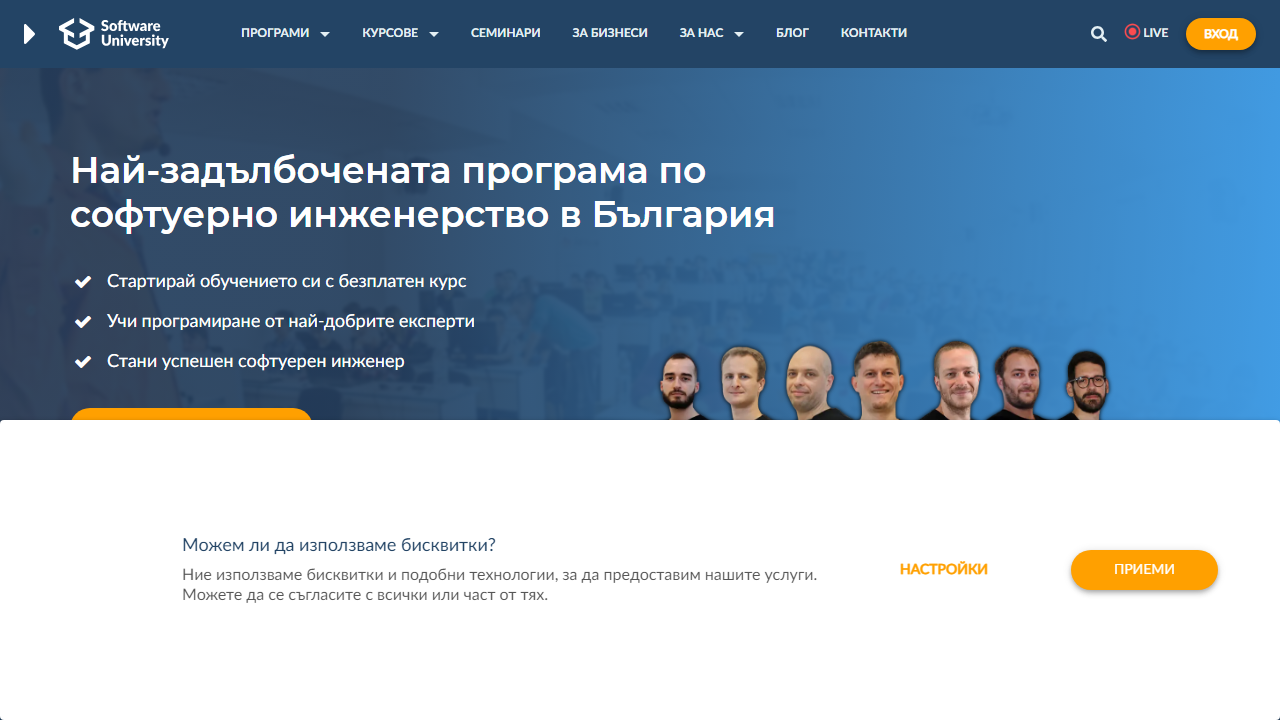 Software
University
ПРОГРАМИ
КУРСОВЕ
СЕМИНАРИ
ЗА БИЗНЕСИ
ЗА НАС
БЛОГ
КОНТАКТИ
LIVE
ВХОД
Най-задълбочената програма по
софтуерно инженерство в България
Стартирай обучението си с безплатен курс
Учи програмиране от най-добрите експерти
Стани успешен софтуерен инженер
Можем ли да използваме бисквитки?
Ние използваме бисквитки и подобни технологии, за да предоставим нашите услуги.
Можете да се съгласите с всички или част от тях.
НАСТРОЙКИ
ПРИЕМИ